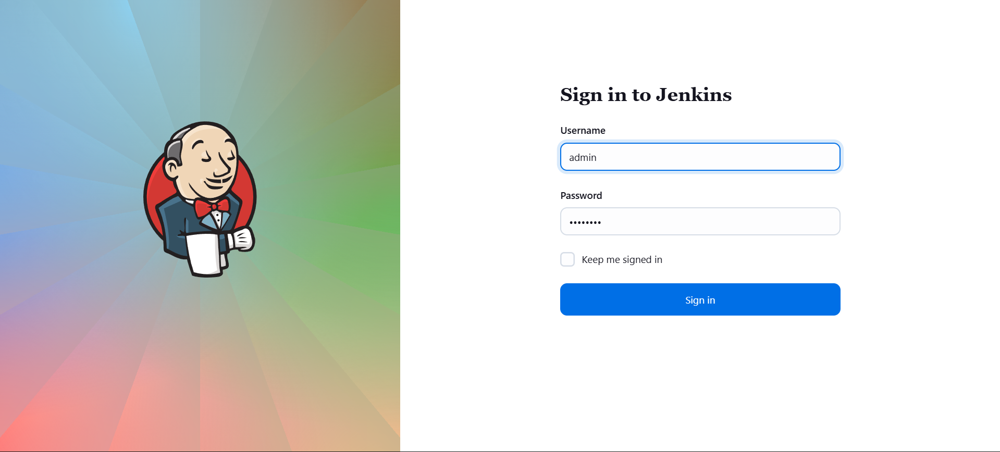 Sign in to Jenkins
Username
admin
Password
••••••••
Keep me signed in
Sign in